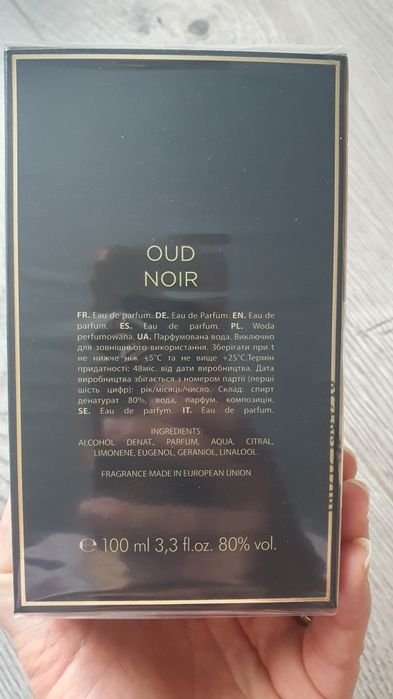 OUD
NOIR
FR. Eau de parfum. DE. Eau de Parfum. EN. Eau de
parfum. ES. Eau de parfum. PL. Woda
perfumowana. UA. Парфумована вода. Виключно
для зовнішнього використання. Зберігати при t
не нижче ніж +5°C та не вище +25°C.Термін
придатності: 48міс. від дати виробництва. Дата
виробництва збігається з номером партії (перші
шість цифр): рік/місяць/число. Склад: спирт
денатурат 80%, вода, парфум. композиція.
SE. Eau de parfym. IT. Eau de parfum.
INGREDIENTS:
ALCOHOL DENAT., PARFUM, AQUA, CITRAL,
LIMONENE, EUGENOL, GERANIOL, LINALOOL.
FRAGRANCE MADE IN EUROPEAN UNION
℮ 100 ml 3,3 fl.oz. 80% vol.